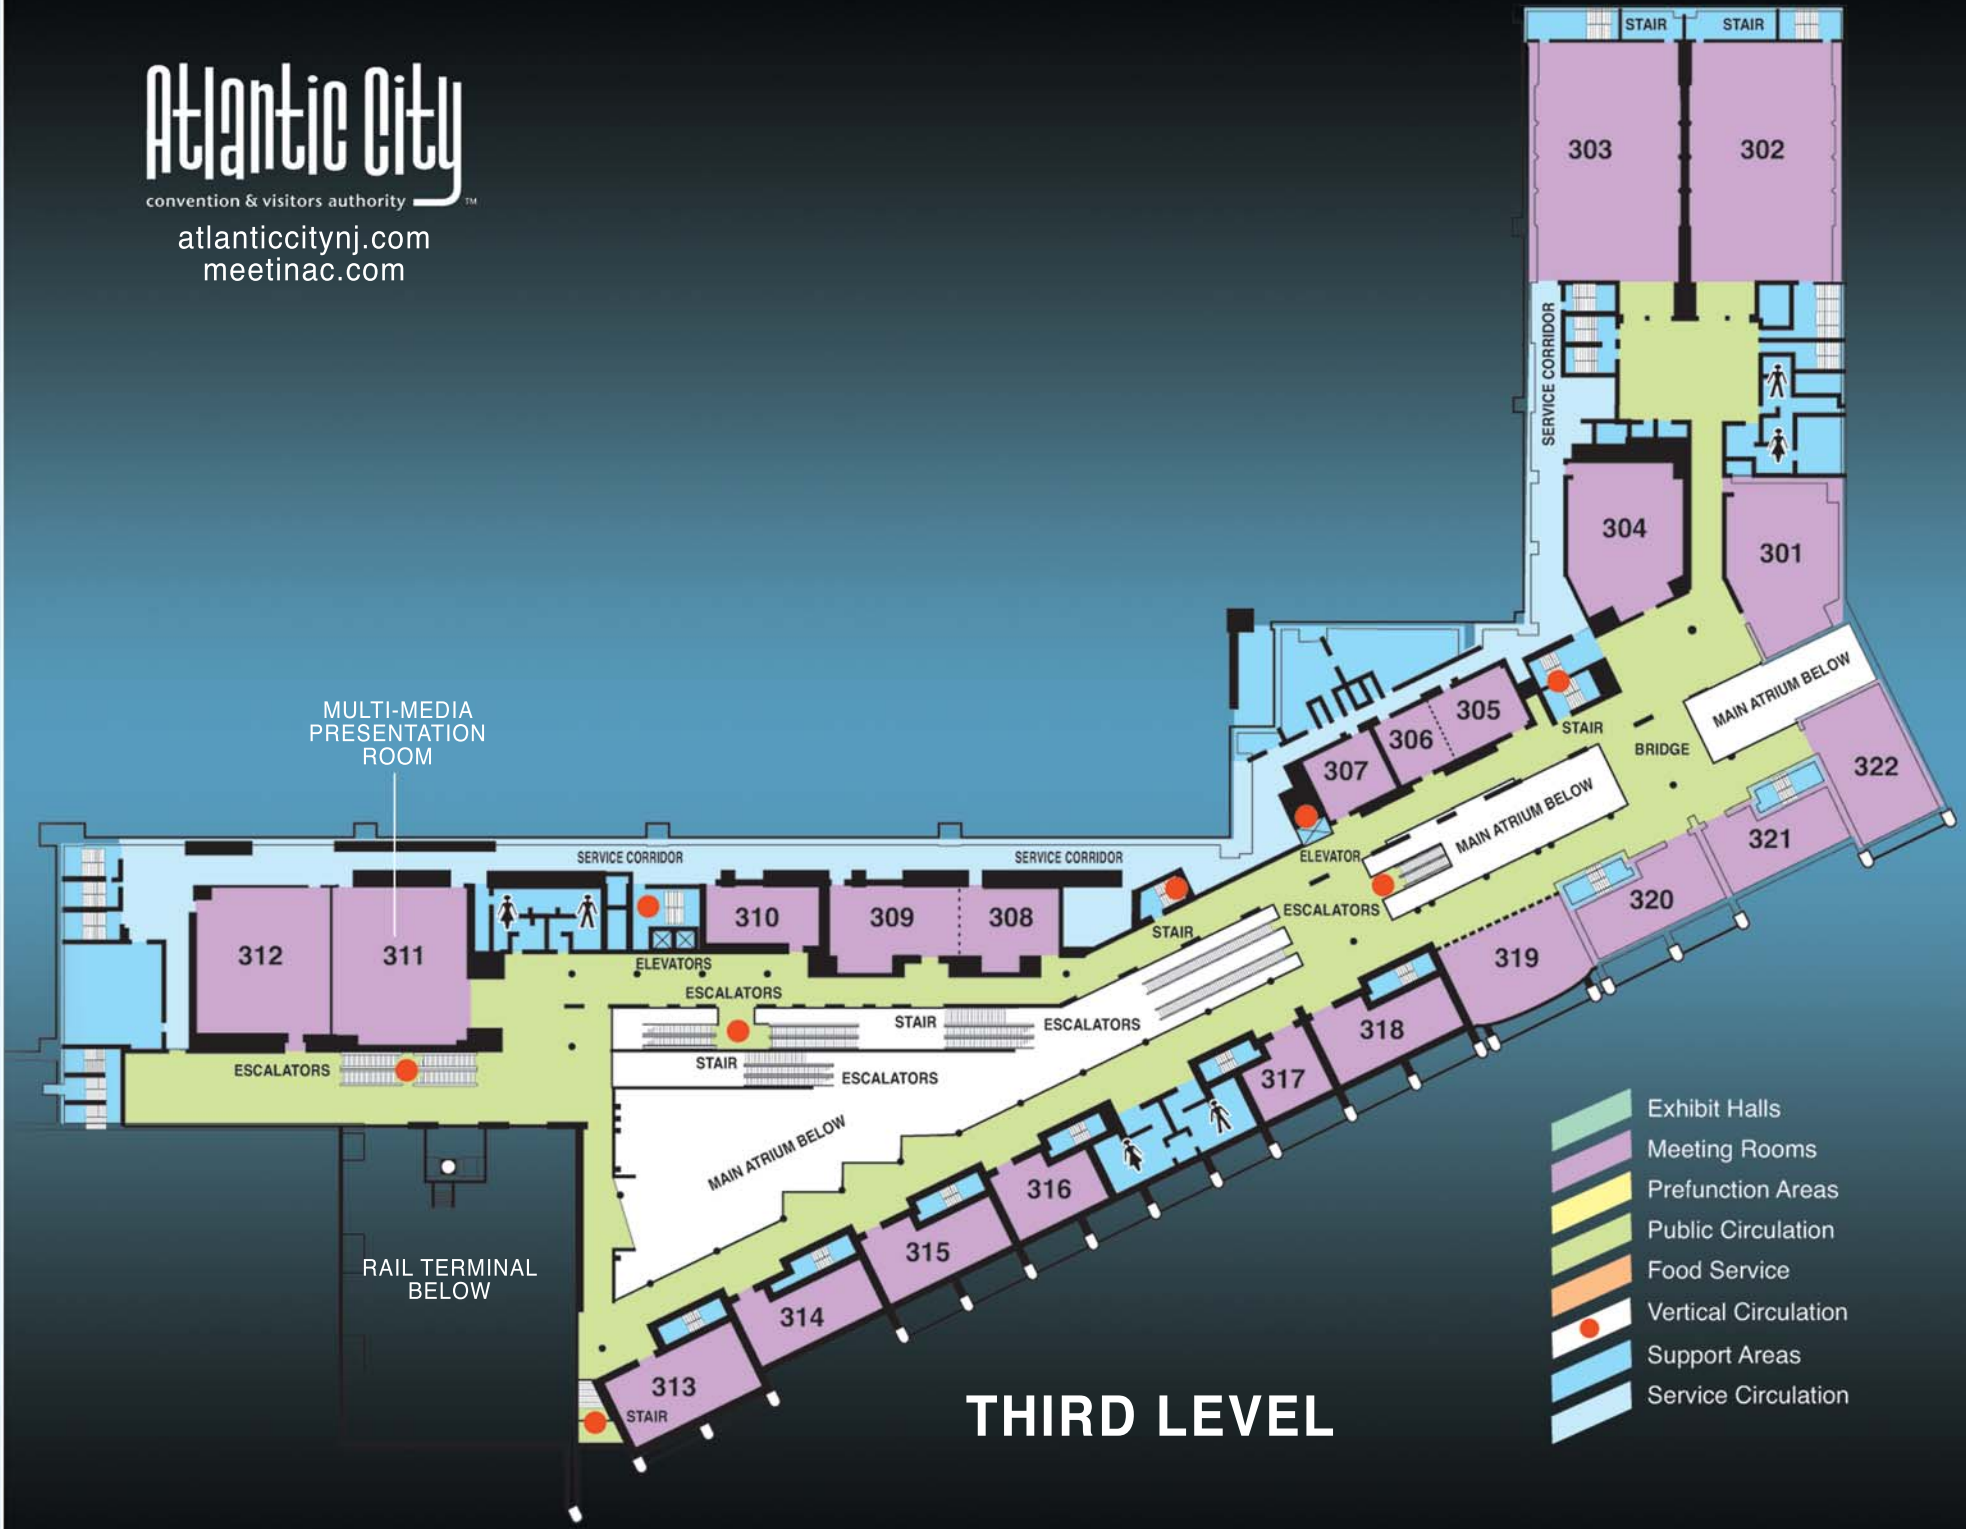 Atlantic City
convention & visitors authority ™
atlanticcitynj.com
meetinac.com
STAIR
STAIR
303
302
SERVICE CORRIDOR
304
301
MAIN ATRIUM BELOW
305
306
307
STAIR
BRIDGE
322
MULTI-MEDIA
PRESENTATION
ROOM
MAIN ATRIUM BELOW
321
SERVICE CORRIDOR
SERVICE CORRIDOR
ELEVATOR
ESCALATORS
320
312
311
310
309
308
STAIR
319
ELEVATORS
ESCALATORS
STAIR
ESCALATORS
318
ESCALATORS
STAIR
ESCALATORS
317
MAIN ATRIUM BELOW
316
315
314
313
STAIR
RAIL TERMINAL
BELOW
THIRD LEVEL
Exhibit Halls
Meeting Rooms
Prefunction Areas
Public Circulation
Food Service
Vertical Circulation
Support Areas
Service Circulation